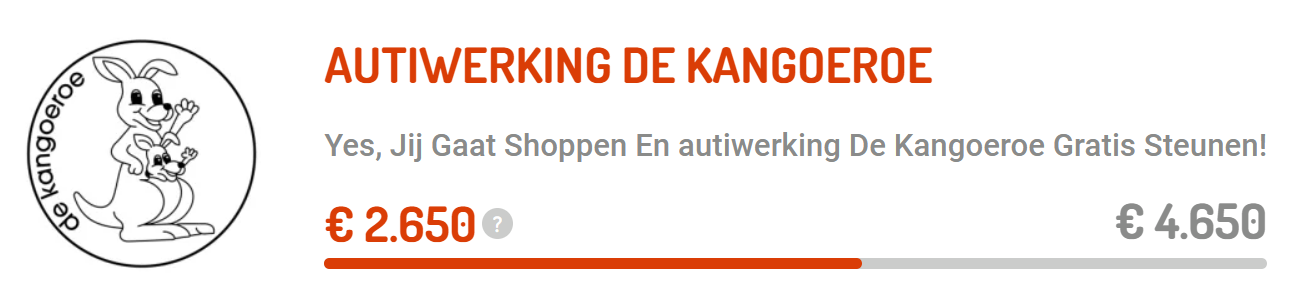 de kangoeroe
AUTIWERKING DE KANGOEROE
Yes, Jij Gaat Shoppen En autiwerking De Kangoeroe Gratis Steunen!
€ 2.650 ?
€ 4.650